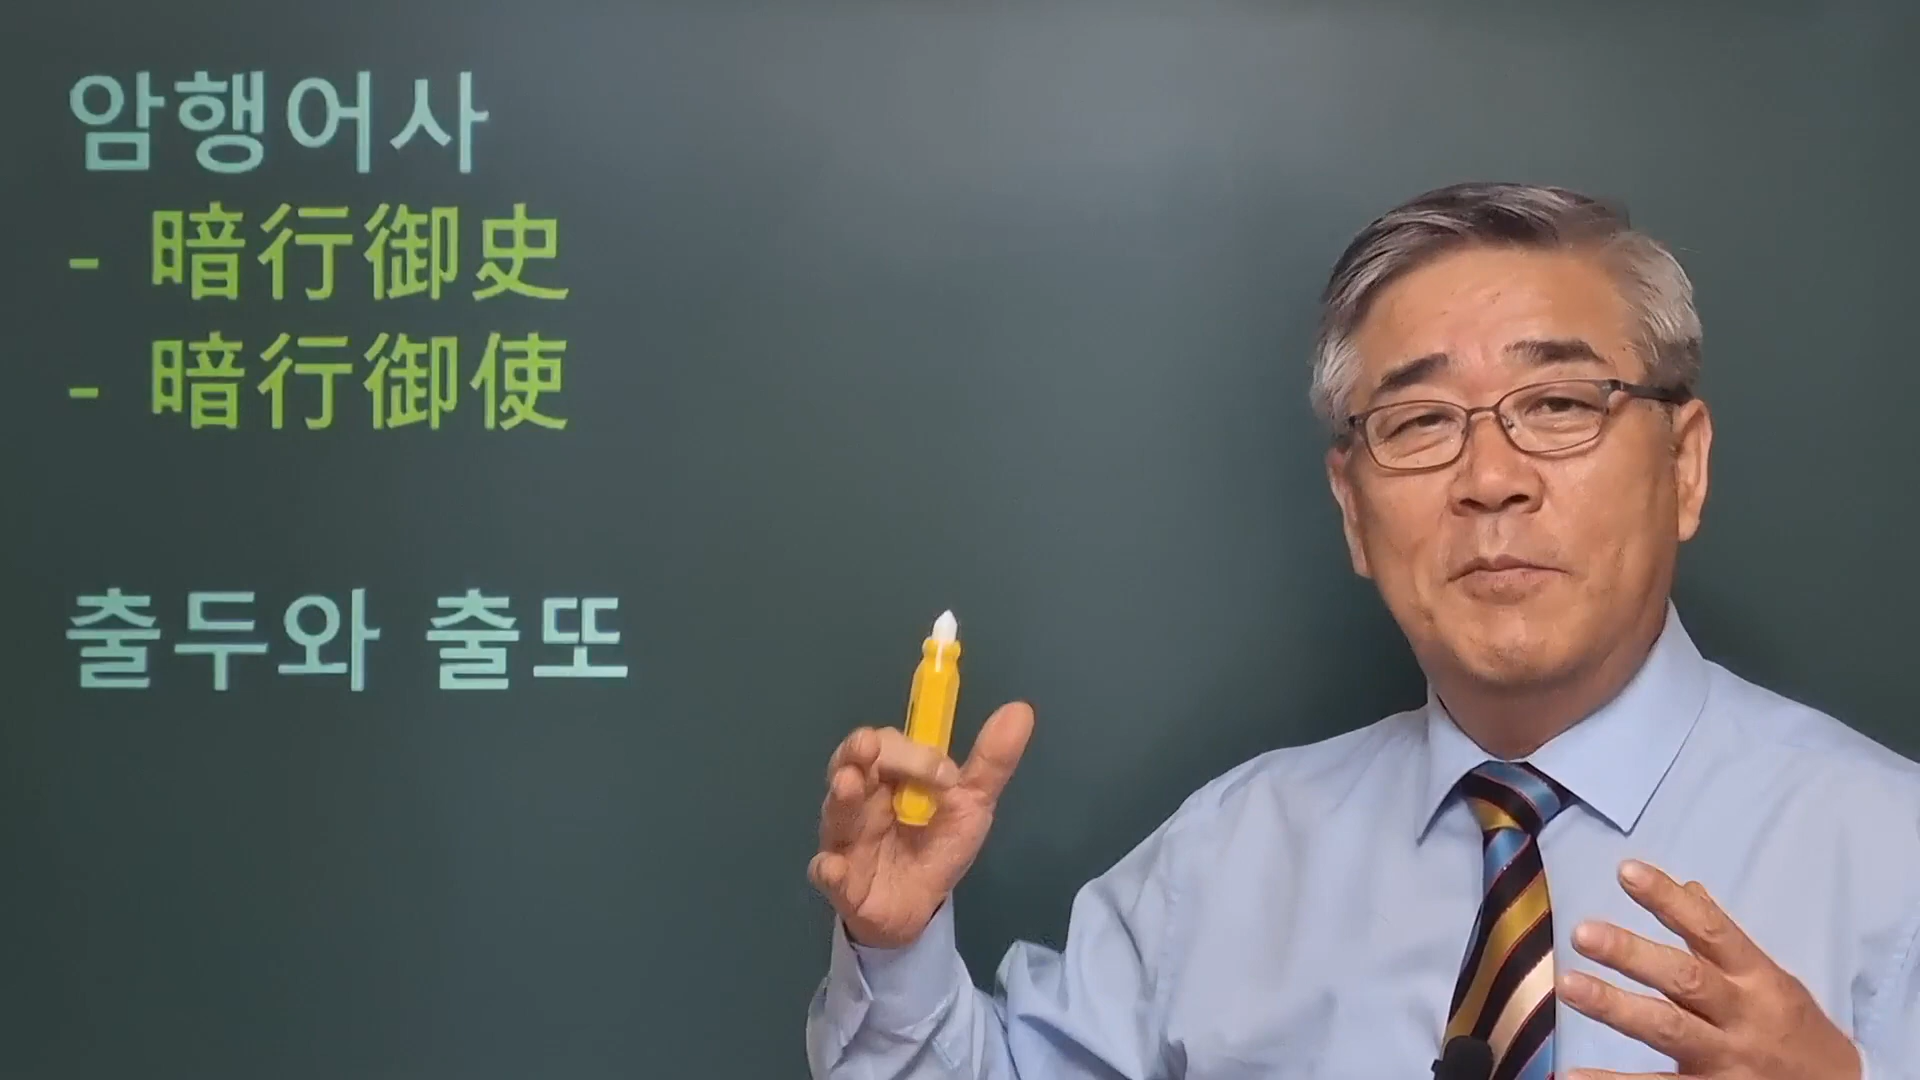 암행어사
- 暗行御史
- 暗行御使
출두와 출또